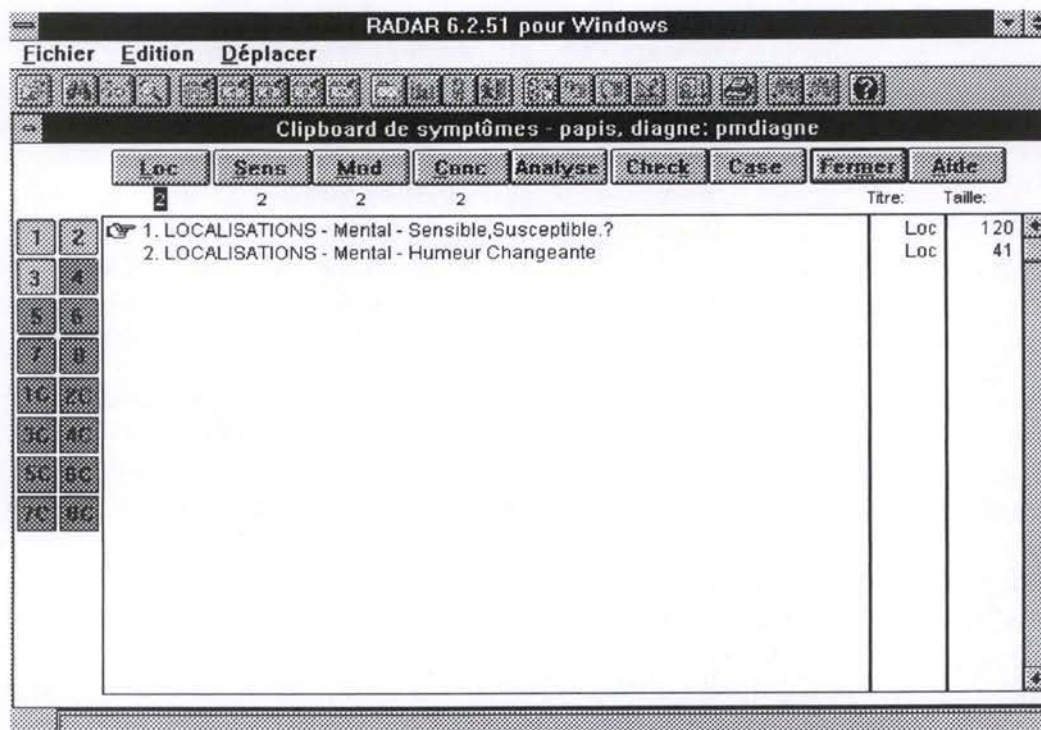 RADAR 6.2.51 pour Windows
Fichier Edition Déplacer
Clipboard de symptômes - papis, diagne: pmdiagne
Loc Sens Mod Conc Analyse Check Case Fermer Aide
2 2 2 2 Titre: Taille:
1 2 1. LOCALISATIONS - Mental - Sensible,Susceptible.? Loc 120
2. LOCALISATIONS - Mental - Humeur Changeante Loc 41
3 4
5 6
7 8
1C 2C
3C 4C
5C 6C
7C 8C